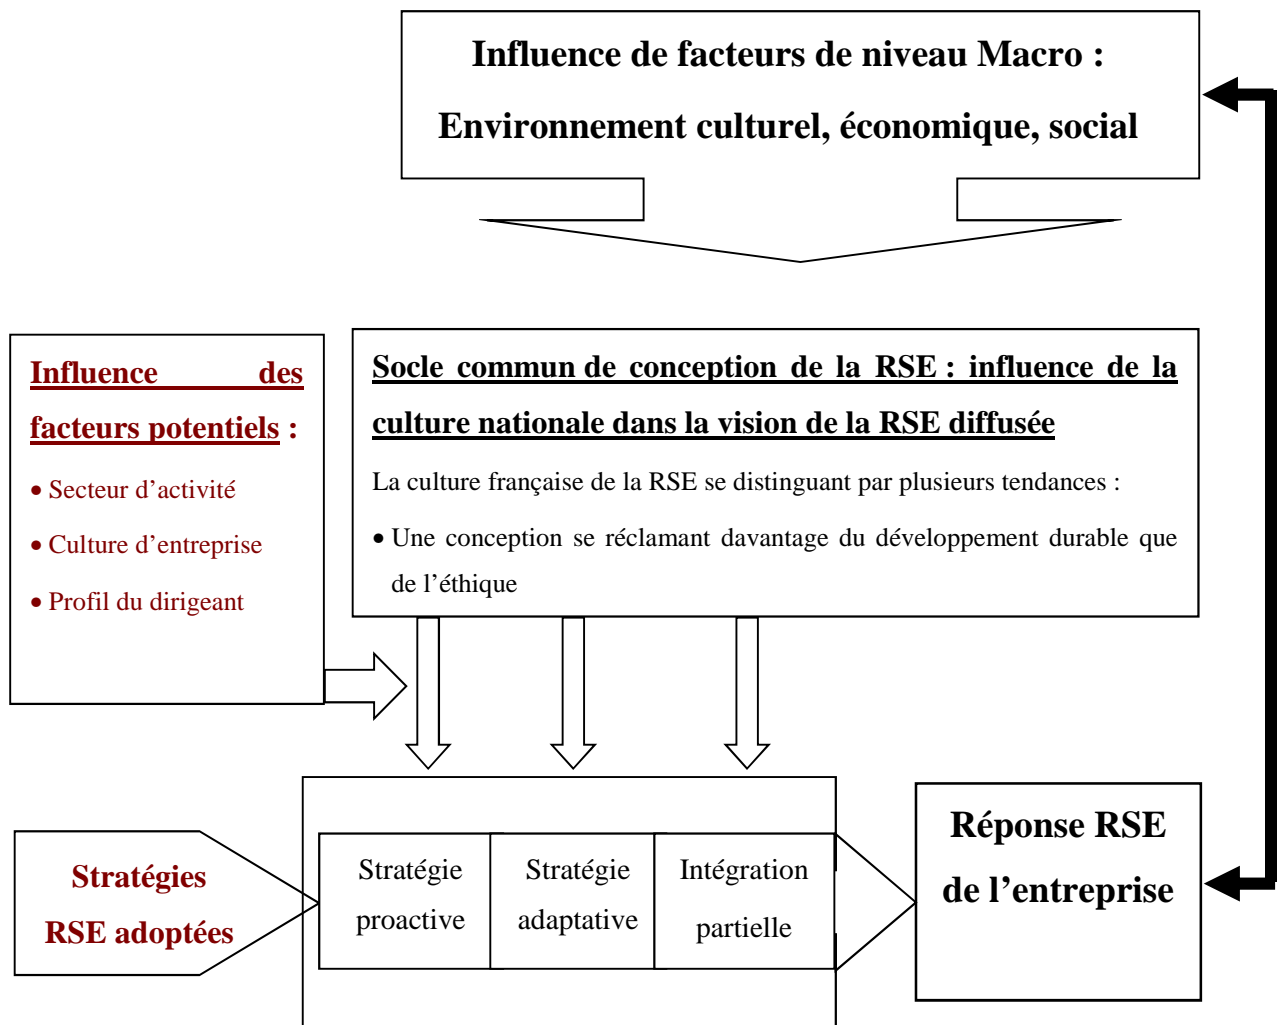 Influence de facteurs de niveau Macro :
Environnement culturel, économique, social
Influence des
facteurs potentiels :
• Secteur d’activité
• Culture d’entreprise
• Profil du dirigeant
Socle commun de conception de la RSE : influence de la
culture nationale dans la vision de la RSE diffusée
La culture française de la RSE se distinguant par plusieurs tendances :
• Une conception se réclamant davantage du développement durable que
de l’éthique
Stratégies
RSE adoptées
Stratégie
proactive
Stratégie
adaptative
Intégration
partielle
Réponse RSE
de l’entreprise